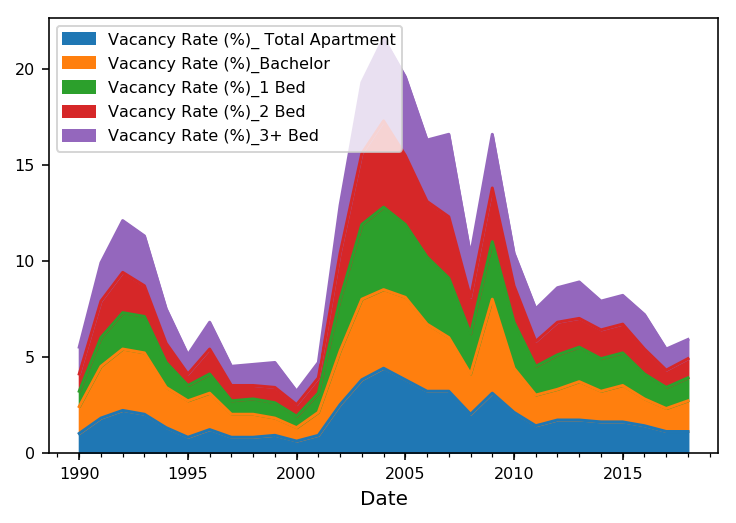 Vacancy Rate (%)_ Total Apartment
Vacancy Rate (%)_Bachelor
Vacancy Rate (%)_1 Bed
Vacancy Rate (%)_2 Bed
Vacancy Rate (%)_3+ Bed
20
15
10
5
0
1990 1995 2000 2005 2010 2015
Date